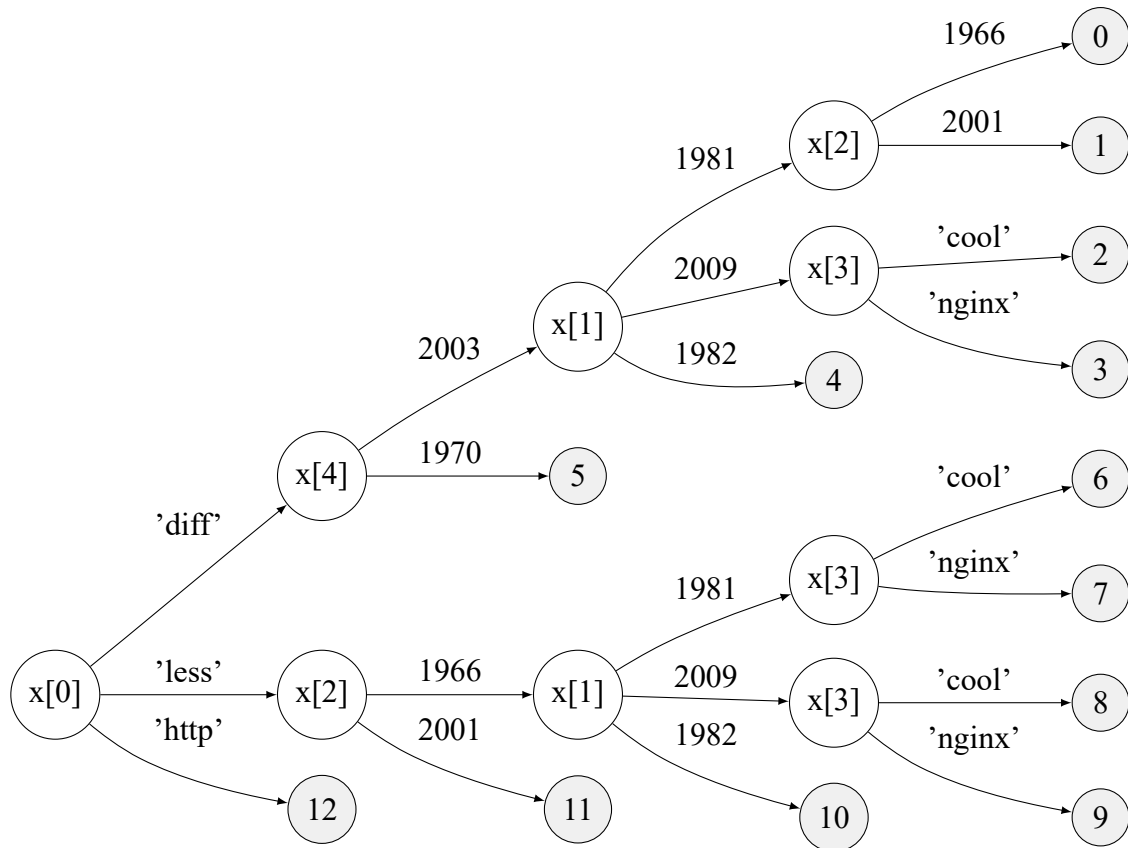 1966
0
x[2]
2001
1
1981
’cool’
2
2009
x[3]
’nginx’
x[1]
1982
3
2003
4
1970
x[4]
5
’cool’
6
’diff’
’nginx’
x[3]
1981
7
’less’
1966
2009
’cool’
x[0]
x[2]
x[1]
x[3]
8
’http’
2001
1982
’nginx’
12
11
10
9